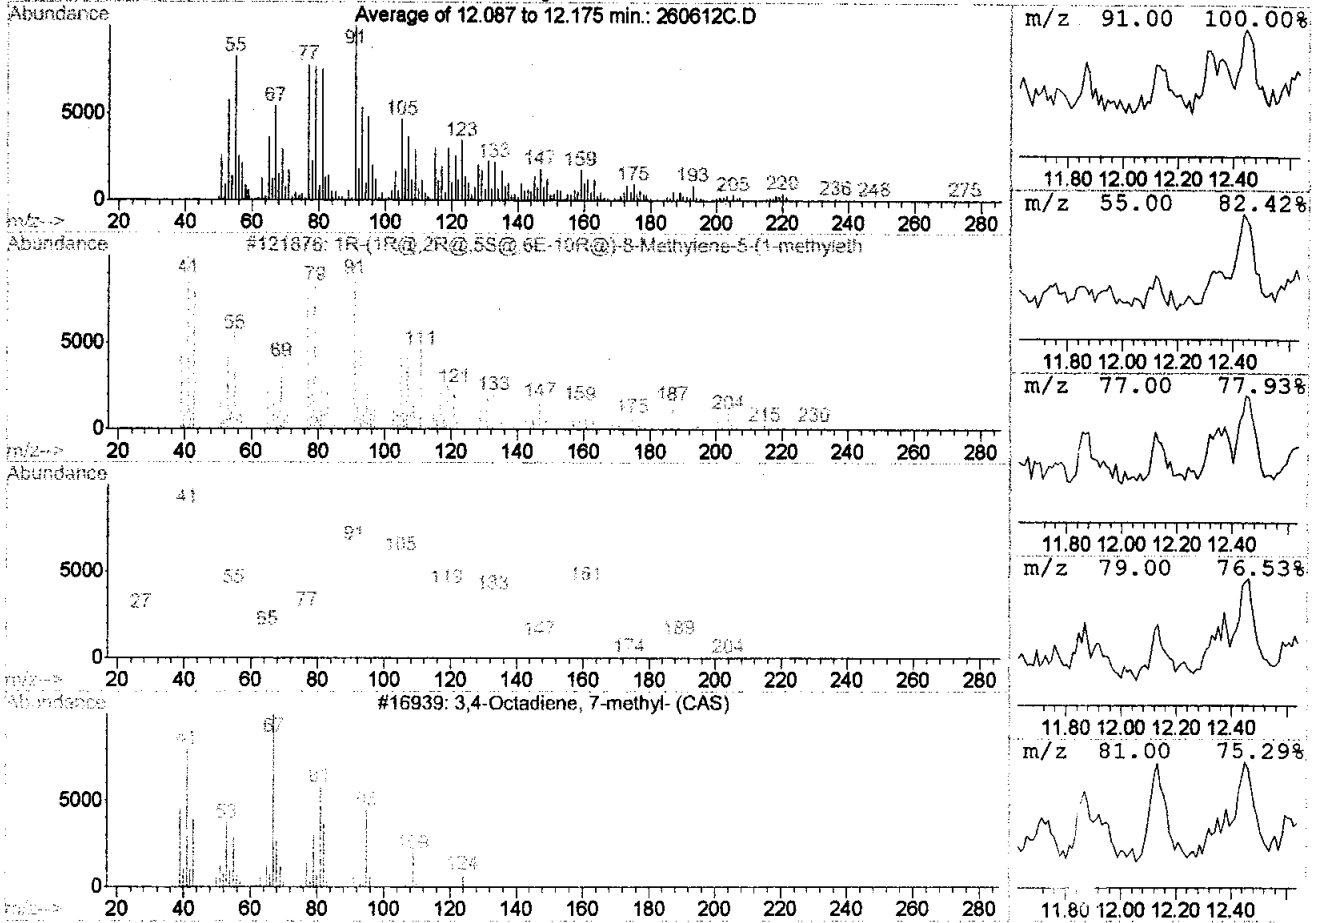 Abundance
Average of 12.087 to 12.175 min.: 260612C.D
91
55
77
67
5000
105
123
133
147
159
175
193
205
220
236
248
275
0
20 40 60 80 100 120 140 160 180 200 220 240 260 280
m/z-->
Abundance
#121876: 1R-(1R@,2R@,5S@,6E-10R@)-8-Methylene-5-(1-methyleth
41
79
91
55
69
5000
111
121
133
147
159
175
187
204
215
230
0
20 40 60 80 100 120 140 160 180 200 220 240 260 280
m/z-->
Abundance
41
91
105
5000
55
119
133
161
27
65
77
147
174
189
204
0
20 40 60 80 100 120 140 160 180 200 220 240 260 280
m/z-->
Abundance
#16939: 3,4-Octadiene, 7-methyl- (CAS)
41
67
81
5000
53
95
109
124
0
20 40 60 80 100 120 140 160 180 200 220 240 260 280
m/z-->
m/z 91.00 100.00%
11.80 12.00 12.20 12.40
m/z 55.00 82.42%
11.80 12.00 12.20 12.40
m/z 77.00 77.93%
11.80 12.00 12.20 12.40
m/z 79.00 76.53%
11.80 12.00 12.20 12.40
m/z 81.00 75.29%
11.80 12.00 12.20 12.40